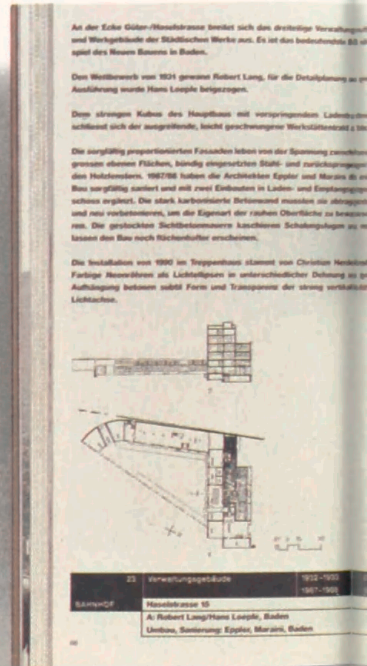 An der Ecke Güter-/Haselstrasse breitet sich das dreiteilige
und Werkgebäude der Städtischen Werke aus. Es ist das bedeutendste
spiel des Neuen Bauens in Baden.
Den Wettbewerb von 1931 gewann Robert Lang, für die Detailplanung
Ausführung wurde Hans Loepfe beigezogen.
Dem strengen Kubus des Hauptbaus mit vorspringendem
schliesst sich der ausgreifende, leicht geschwungene Werkstättentrakt
Die sorgfältig proportionierten Fassaden leben von der Spannung zwischen
grossen ebenen Flächen, bündig eingesetzten Stahl- und
den Holzfenstern. 1987/88 haben die Architekten Eppler und Maraini
Bau sorgfältig saniert und mit zwei Einbauten in Laden- und
schoss ergänzt. Die stark karbonisierte Betonwand mussten sie
und neu vorbetonieren, um die Eigenart der rauhen Oberfläche zu
ren. Die gestockten Sichtbetonmauern kaschieren Schalungsfugen
lassen den Bau noch flächenhafter erscheinen.
Die Installation von 1990 im Treppenhaus stammt von Christian
Farbige Neonröhren als Lichtellipsen in unterschiedlicher Dehnung
Aufhängung betonen subtil Form und Transparenz der streng
Lichtachse.
23 Verwaltungsgebäude 1932–1933
1987–1988
BAHNHOF Haselstrasse 15
A: Robert Lang/Hans Loepfe, Baden
Umbau, Sanierung: Eppler, Maraini, Baden